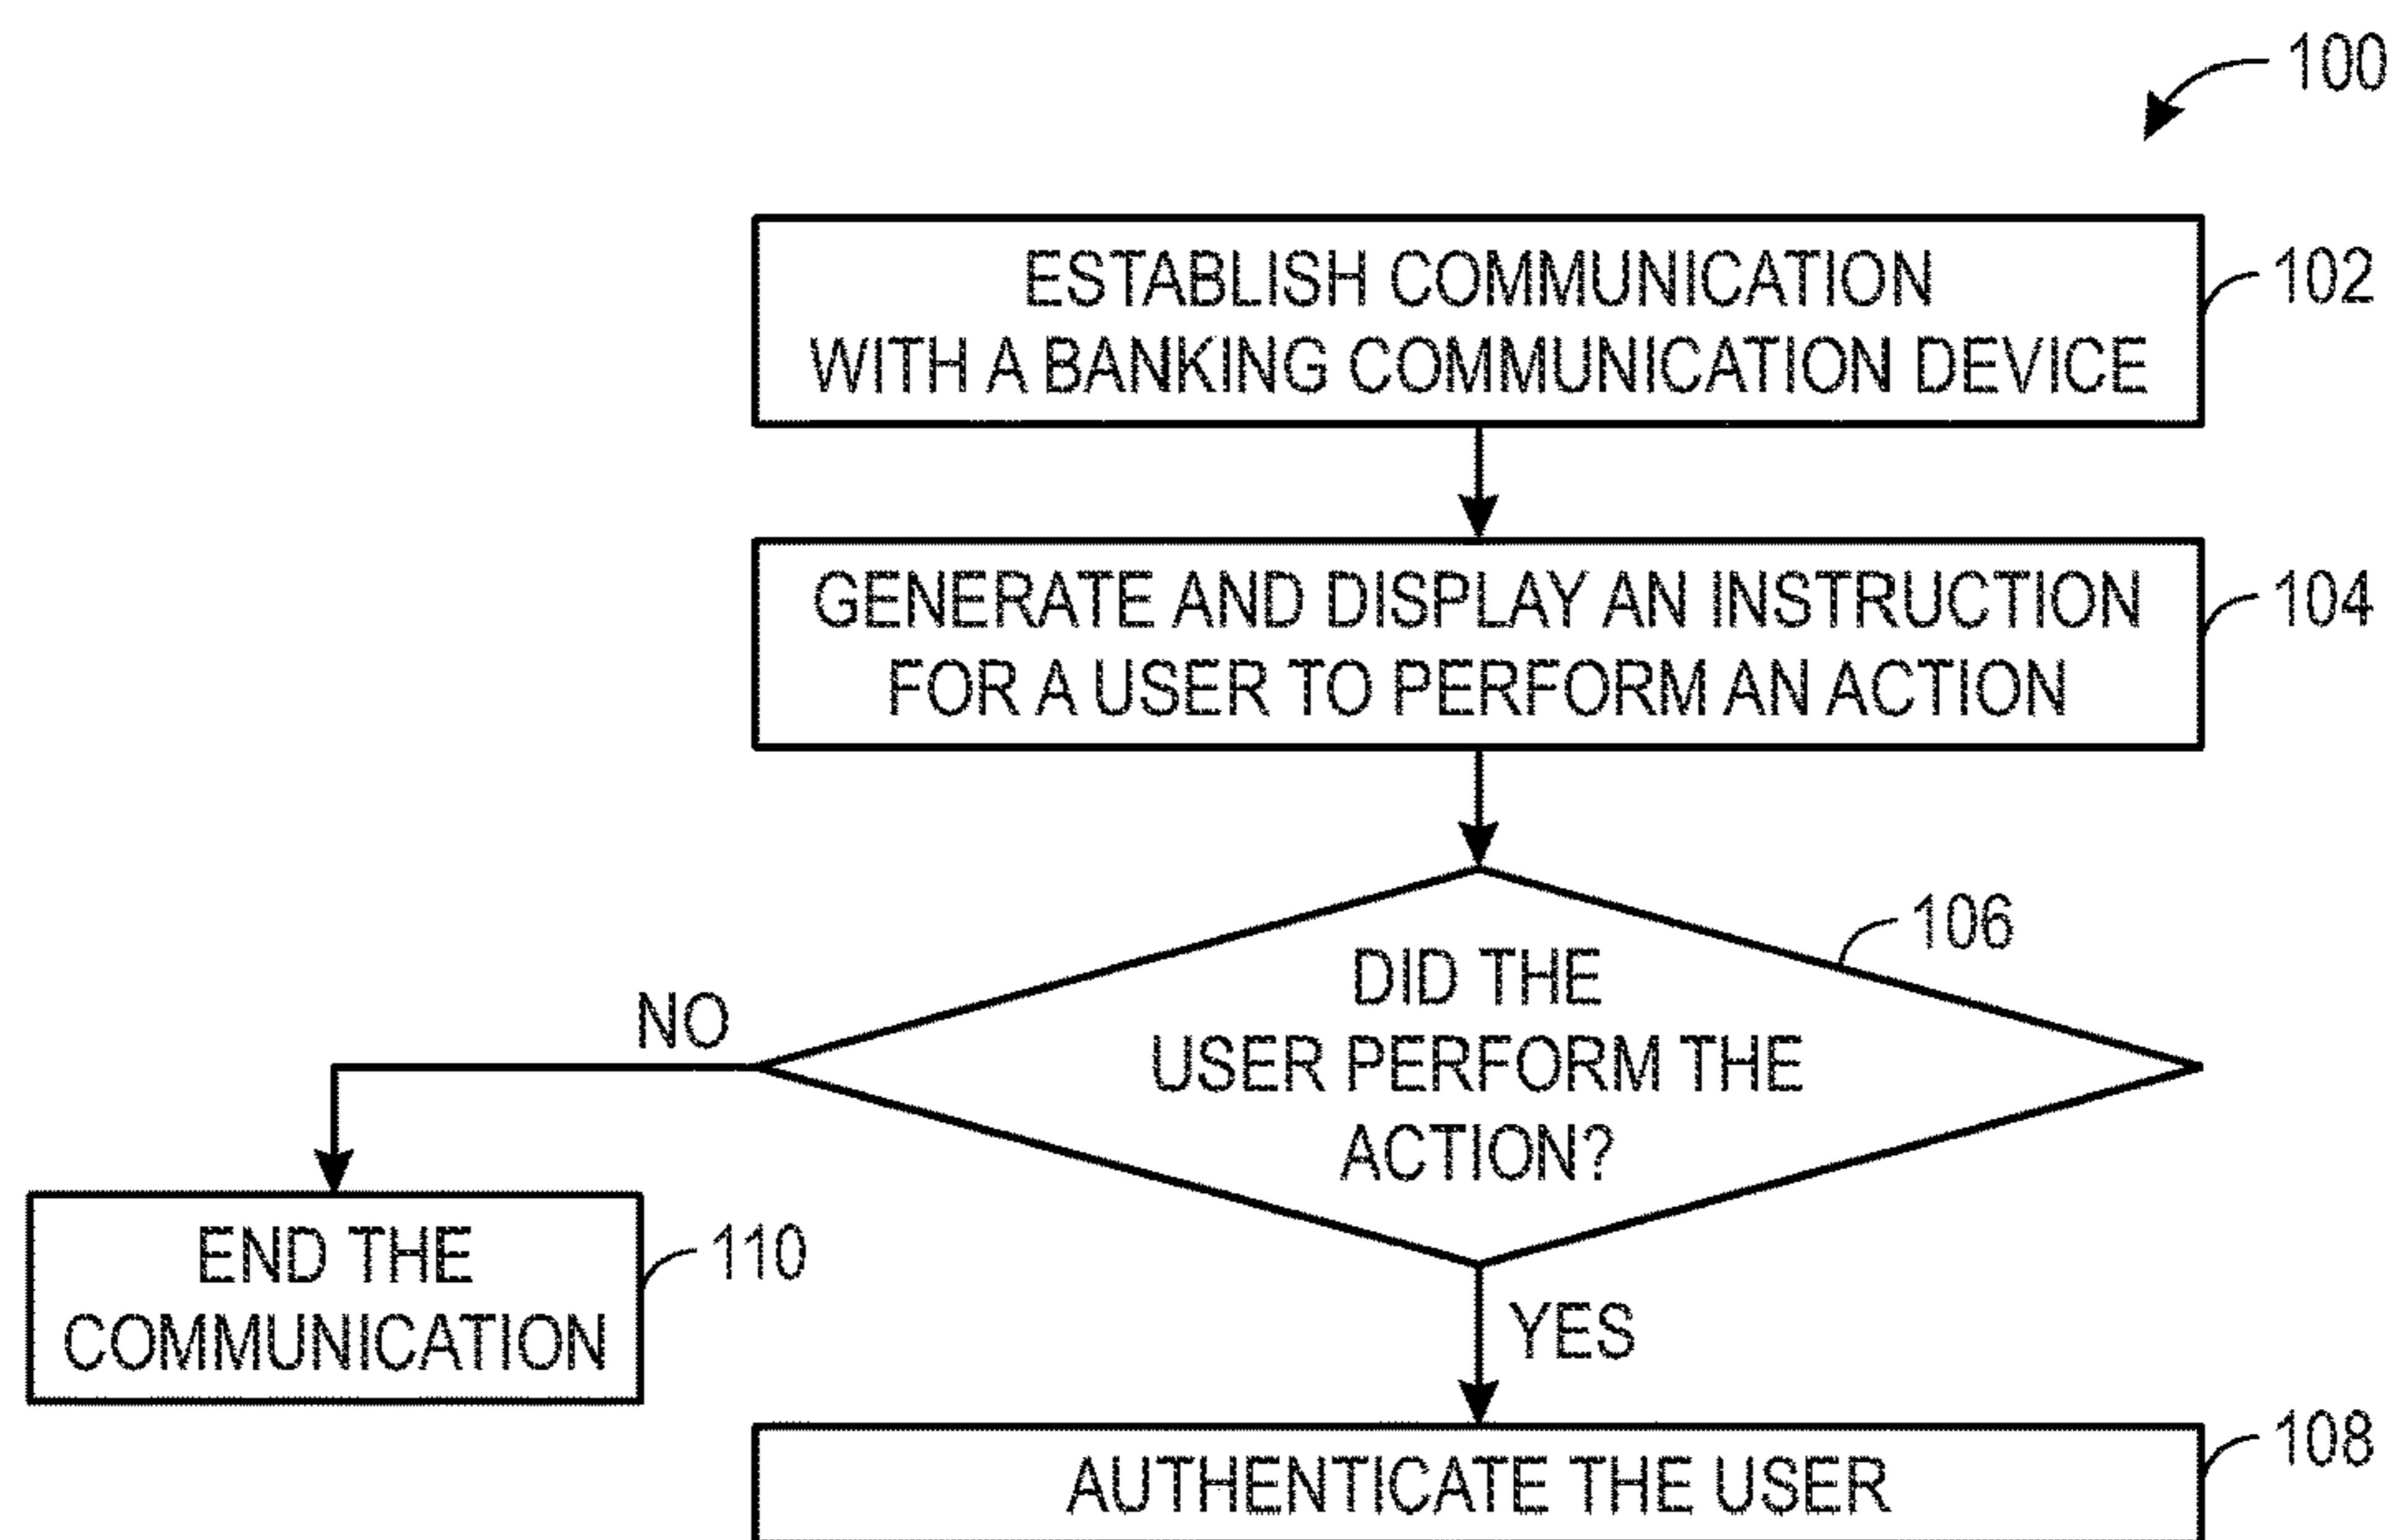 100
ESTABLISH COMMUNICATION
WITH A BANKING COMMUNICATION DEVICE
102
GENERATE AND DISPLAY AN INSTRUCTION
FOR A USER TO PERFORM AN ACTION
104
106
DID THE
USER PERFORM THE
ACTION?
NO
END THE
COMMUNICATION
110
YES
AUTHENTICATE THE USER
108